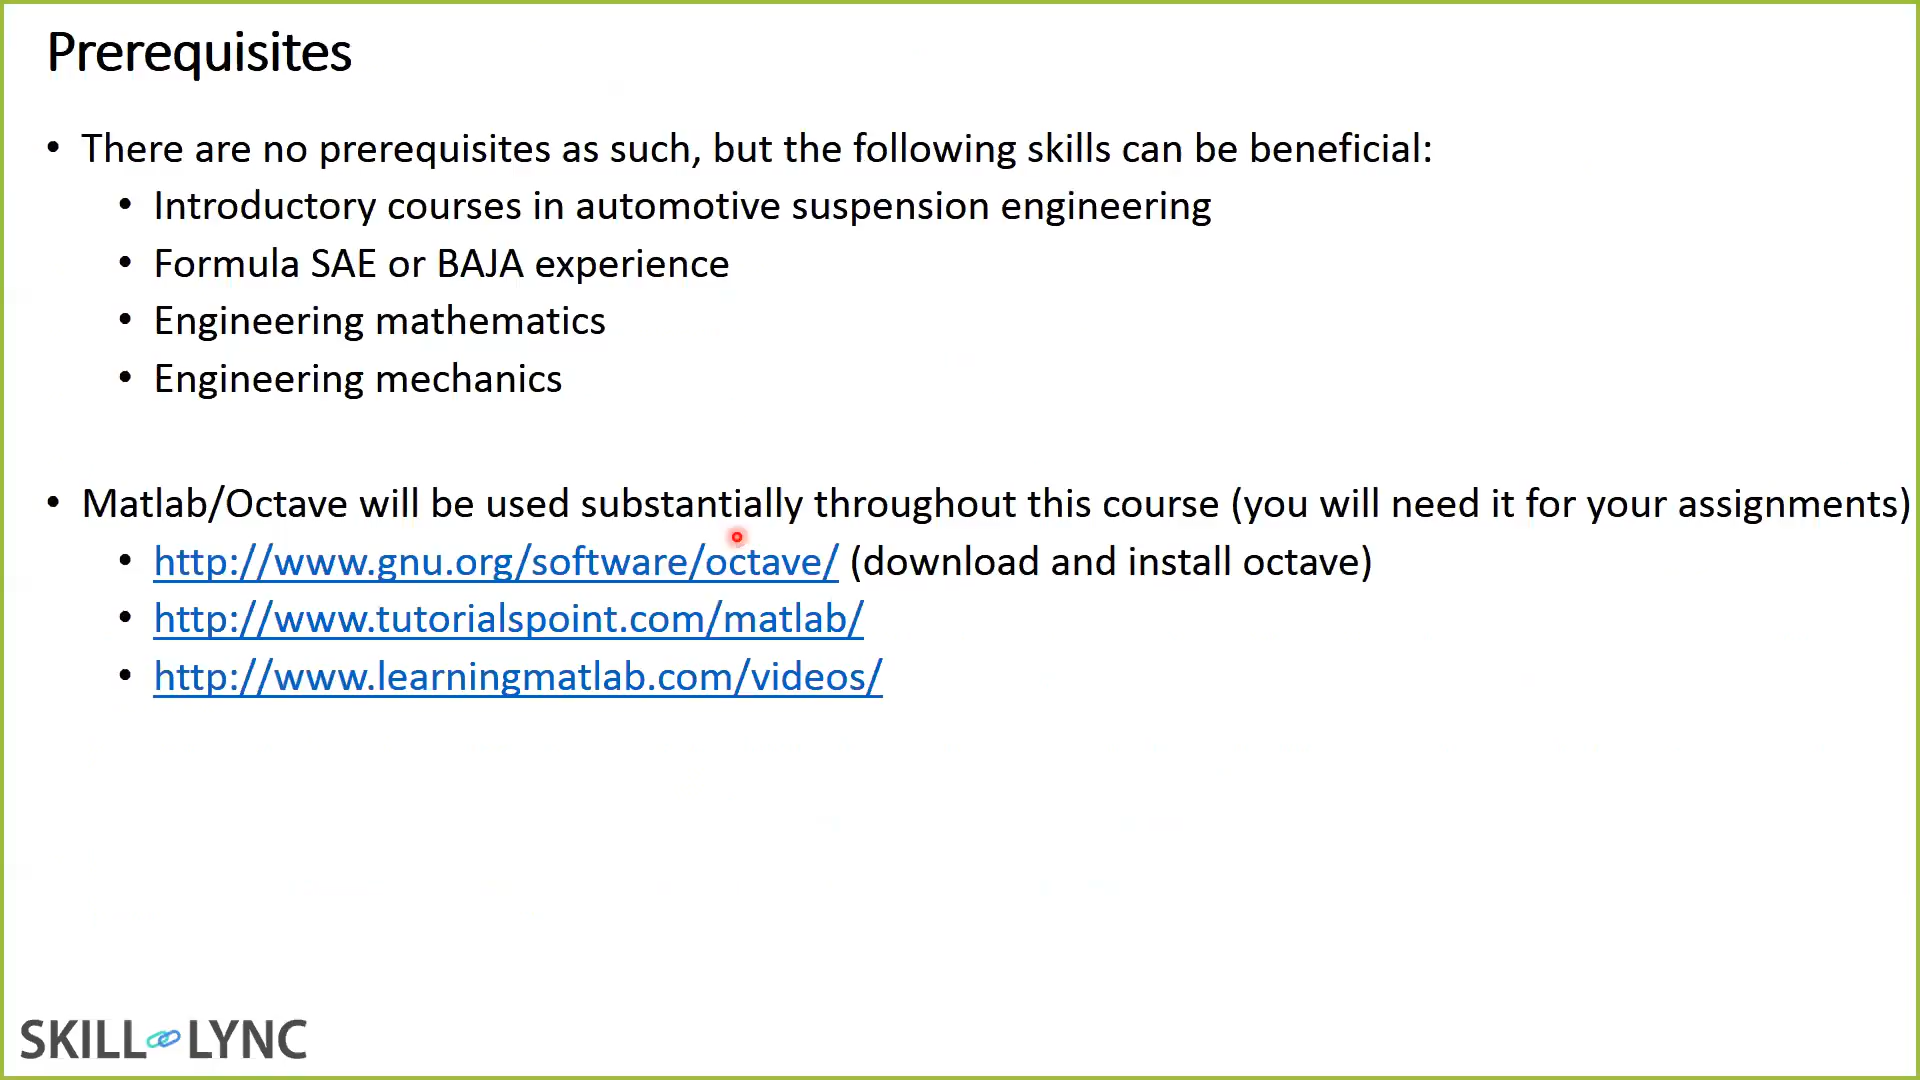 Prerequisites
• There are no prerequisites as such, but the following skills can be beneficial:
• Introductory courses in automotive suspension engineering
• Formula SAE or BAJA experience
• Engineering mathematics
• Engineering mechanics
• Matlab/Octave will be used substantially throughout this course (you will need it for your assignments)
• http://www.gnu.org/software/octave/ (download and install octave)
• http://www.tutorialspoint.com/matlab/
• http://www.learningmatlab.com/videos/
SKILL LYNC